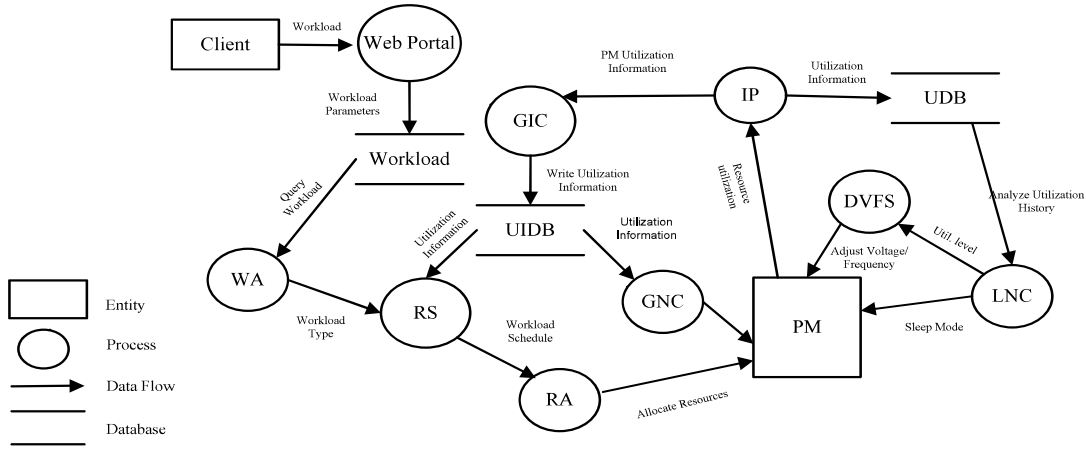 Client
Workload
Web Portal
Workload
Parameters
Workload
Query
Workload
WA
Workload
Type
RS
Workload
Schedule
RA
Allocate Resources
PM Utilization
Information
GIC
Write Utilization
Information
UIDB
Utilization
Information
Utilization
Information
GNC
IP
Utilization
Information
UDB
Resource
utilization
Analyze Utilization
History
DVFS
Adjust Voltage/
Frequency
Util. level
LNC
Sleep Mode
PM
Entity
Process
Data Flow
Database